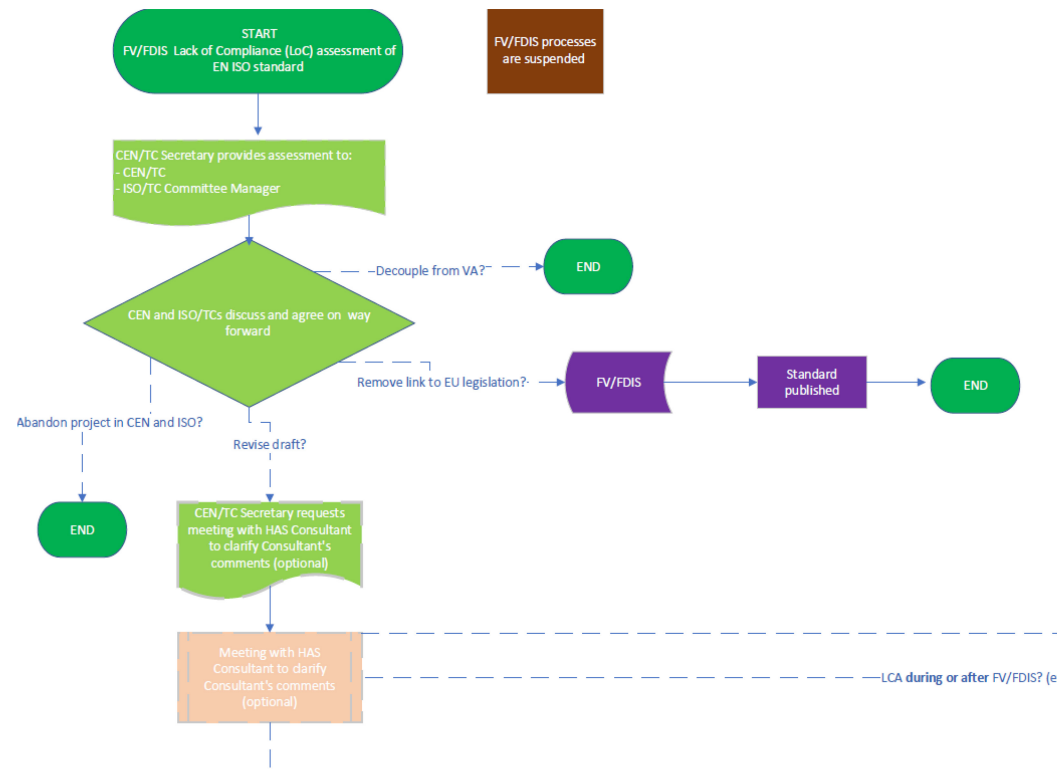 START
FV/FDIS Lack of Compliance (LoC) assessment of
EN ISO standard
FV/FDIS processes
are suspended
CEN/TC Secretary provides assessment to:
- CEN/TC
- ISO/TC Committee Manager
Decouple from VA?
END
CEN and ISO/TCs discuss and agree on way
forward
Remove link to EU legislation?
FV/FDIS
Standard
published
END
Abandon project in CEN and ISO?
Revise draft?
END
CEN/TC Secretary requests
meeting with HAS Consultant
to clarify Consultant's
comments (optional)
Meeting with HAS
Consultant to clarify
Consultant's comments
(optional)
LCA during or after FV/FDIS? (e